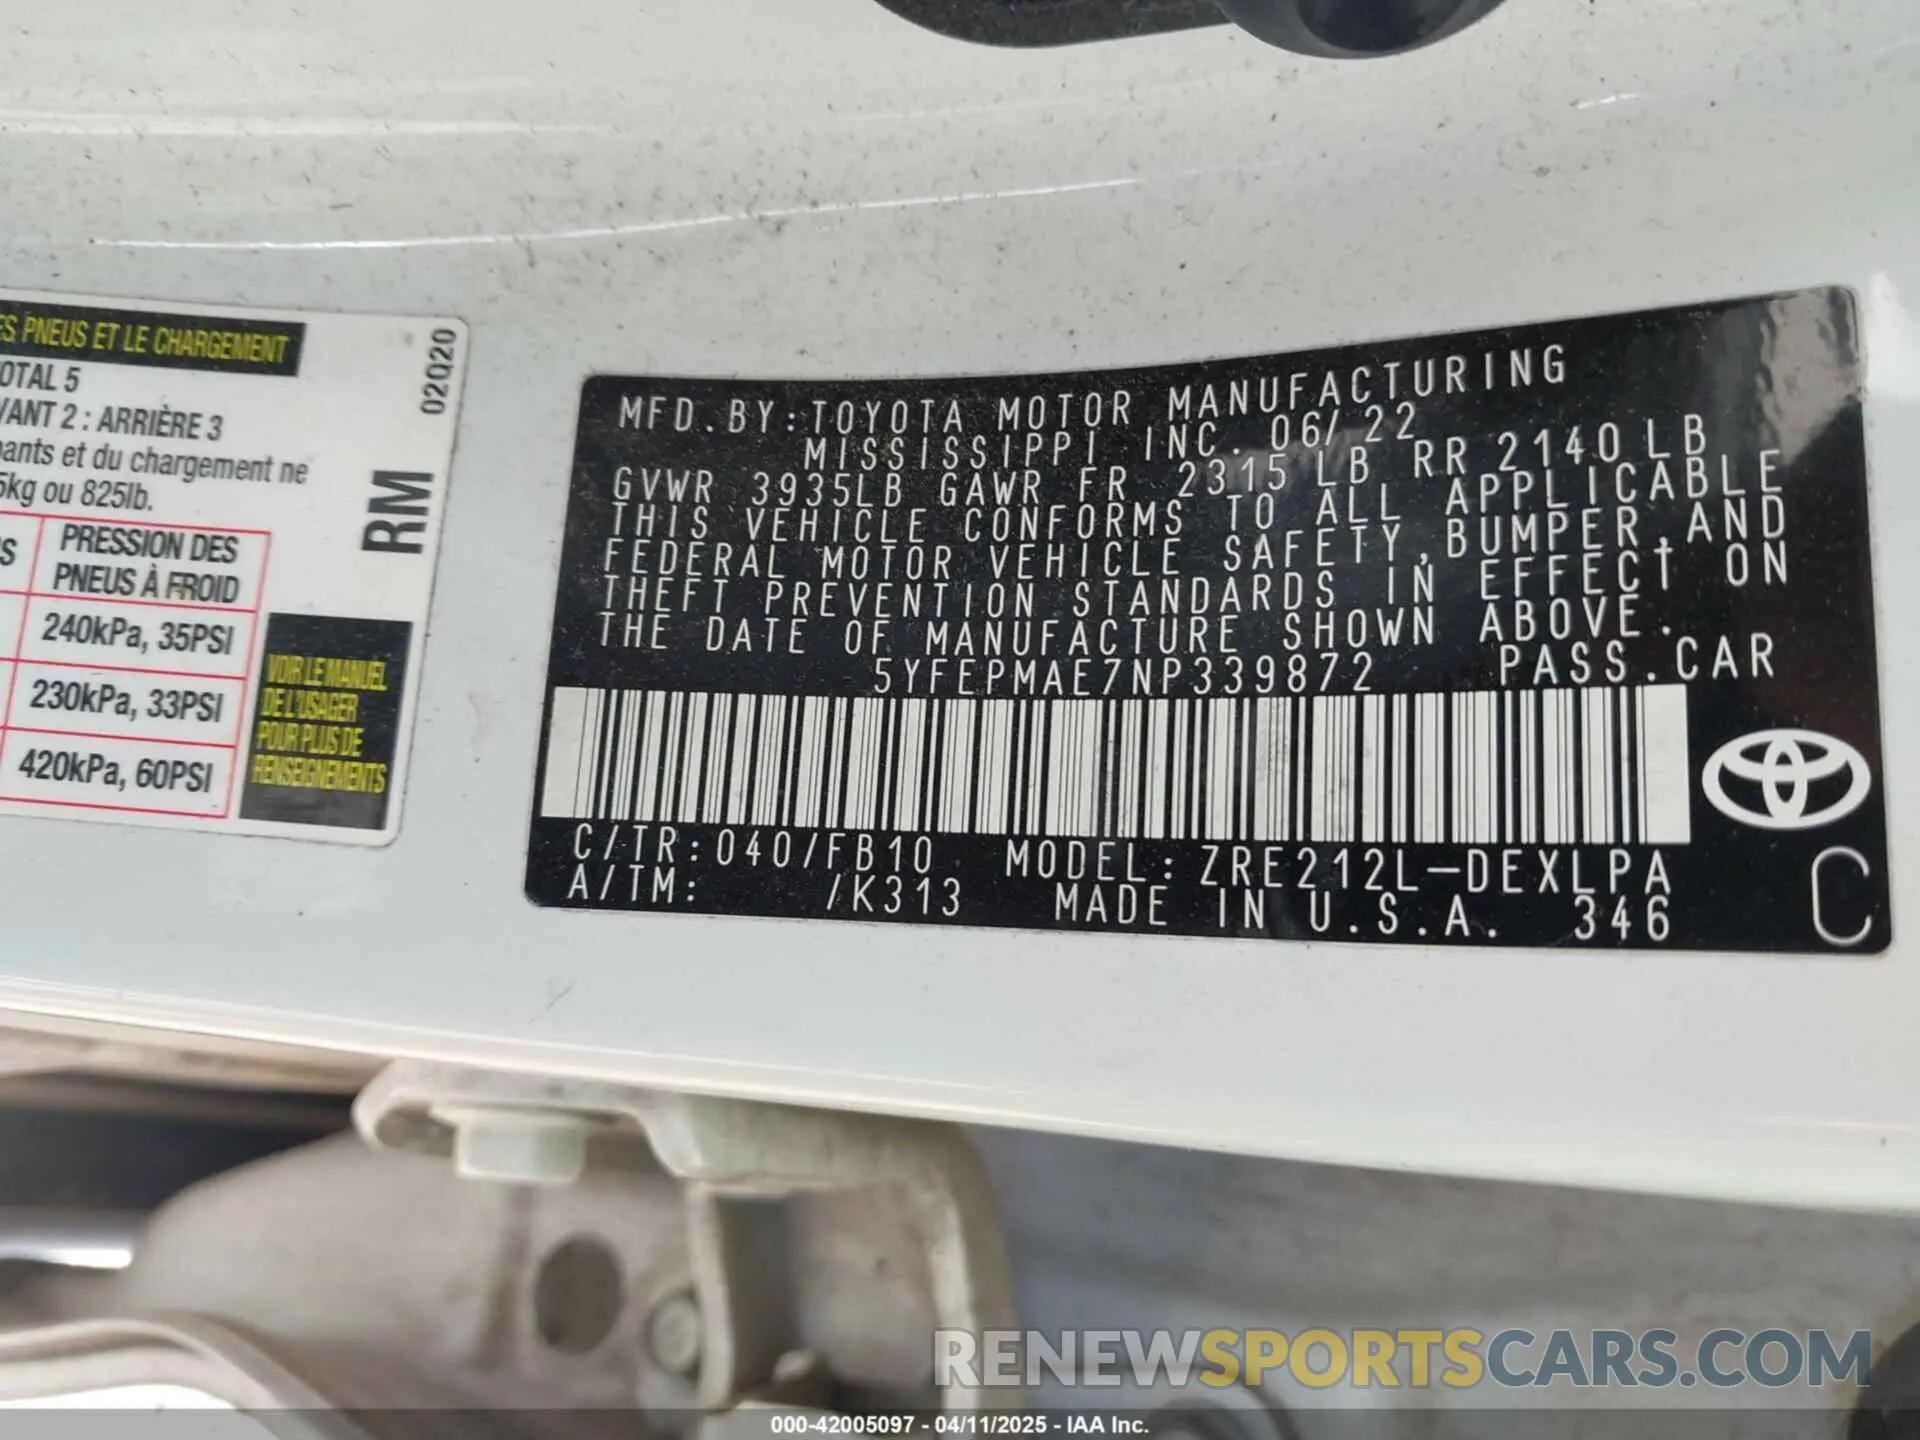 ES PNEUS ET LE CHARGEMENT
OTAL 5
VANT 2 : ARRIÈRE 3
pants et du chargement ne
5kg ou 825lb.
PRESSION DES
PNEUS À FROID
240kPa, 35PSI
230kPa, 33PSI
420kPa, 60PSI
VOIR LE MANUEL
DE L'USAGER
POUR PLUS DE
RENSEIGNEMENTS
RM
02Q20
MFD.BY:TOYOTA MOTOR MANUFACTURING
MISSISSIPPI INC. 06/22
GVWR 3935LB GAWR FR 2315 LB RR 2140LB
THIS VEHICLE CONFORMS TO ALL APPLICABLE
FEDERAL MOTOR VEHICLE SAFETY,BUMPER,AND
THEFT PREVENTION STANDARDS IN EFFECT ON
THE DATE OF MANUFACTURE SHOWN ABOVE.
5YFEPMAE7NP339872 PASS.CAR
C/TR:040/FB10 MODEL:ZRE212L-DEXLPA
A/TM: /K313 MADE IN U.S.A. 346
C
RENEWSPORTSCARS.COM
000-42005097 - 04/11/2025 - IAA Inc.